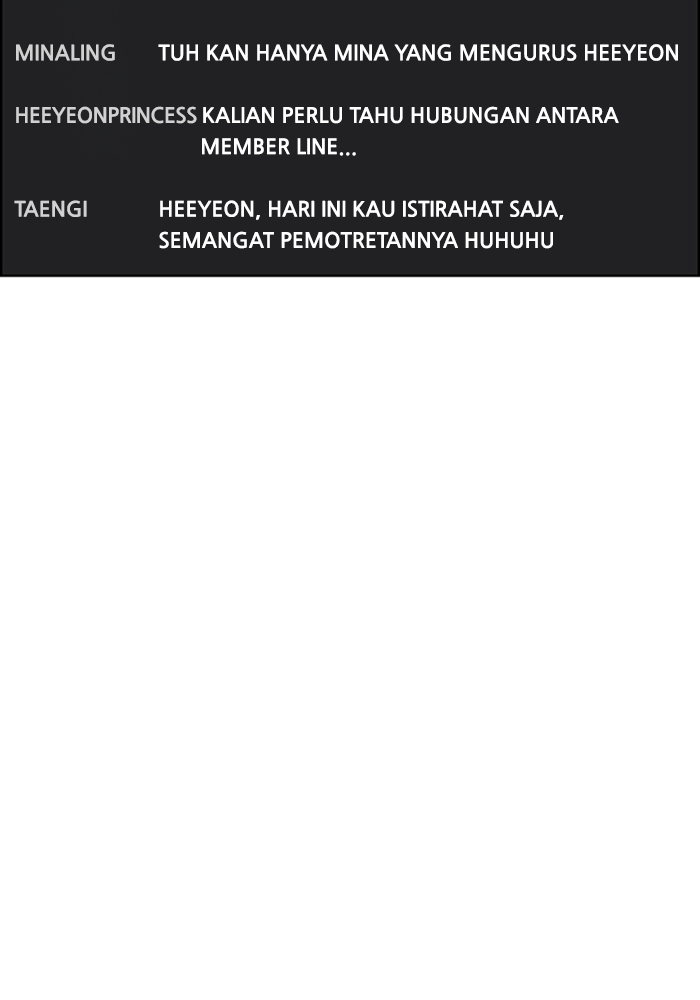 MINALING TUH KAN HANYA MINA YANG MENGURUS HEEYEON
HEEYEONPRINCESS KALIAN PERLU TAHU HUBUNGAN ANTARA
MEMBER LINE...
TAENGI HEEYEON, HARI INI KAU ISTIRAHAT SAJA,
SEMANGAT PEMOTRETANNYA HUHUHU